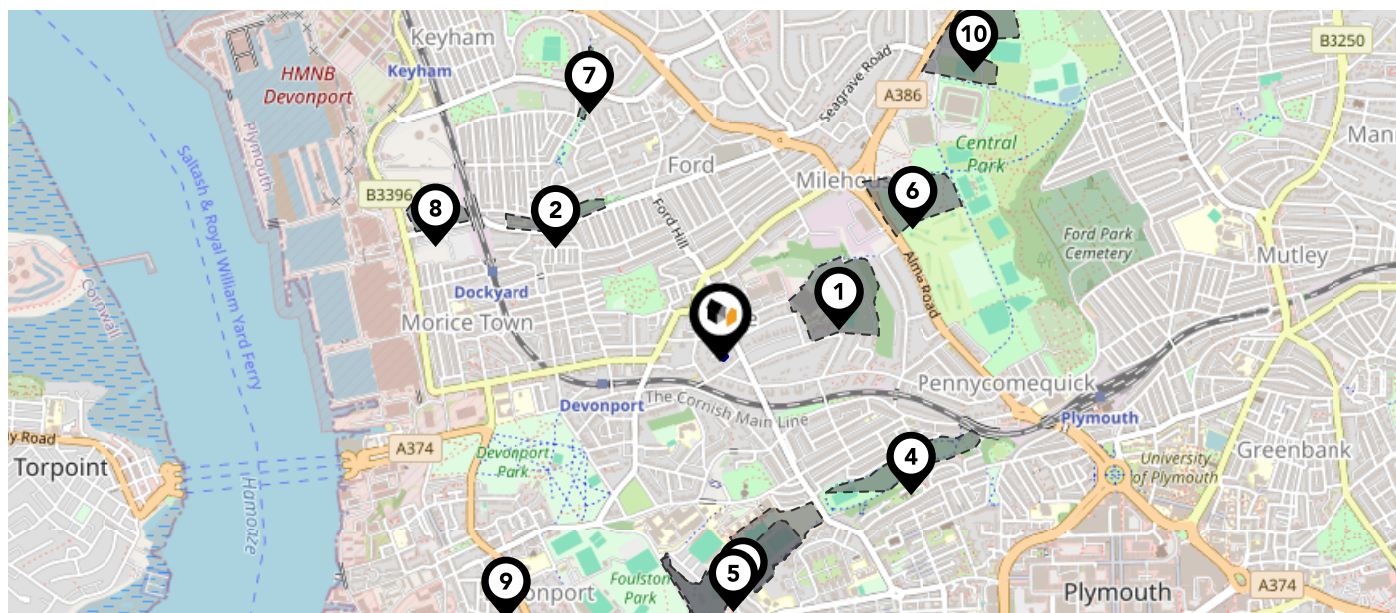 Keyham
Keyham
HMNB
Devonport
Plymouth
7
10
B3250
Seagrave Road
A386
Central
Park
Man
Ford
Saltash & Royal William Yard Ferry
B3396
8
2
Ford Hill
6
Ford Park
Cemetery
Mutley
Cornwall
Dockyard
Morice Town
1
Alma Road
Pennycomequick
Devonport
The Cornish Main Line
Plymouth
y Road
Torpoint
A374
Devonport
Park
4
University
of Plymouth
Greenbank
Hamoaze
9
onport
Foulston
Park
5
Plymouth
A374